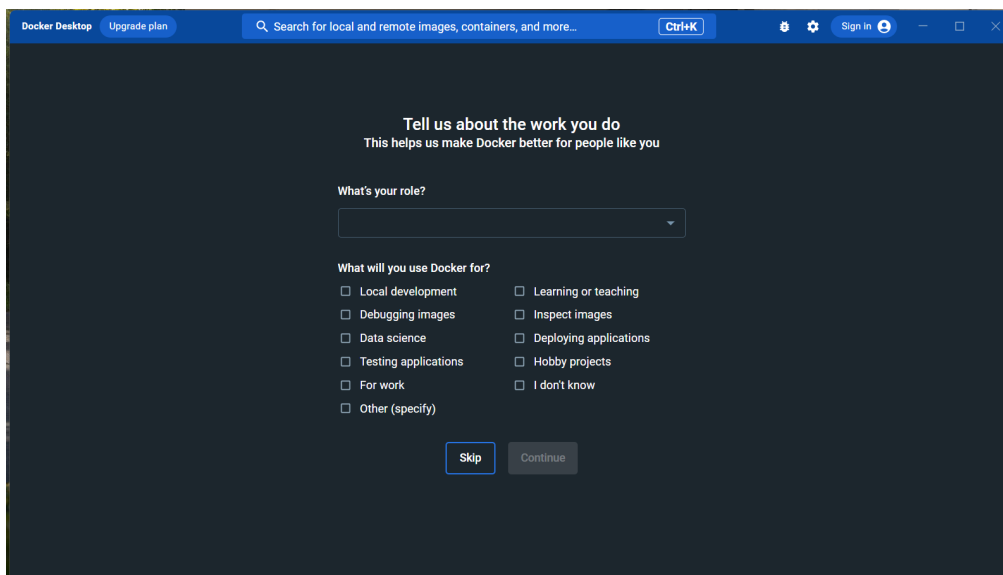 Docker Desktop Upgrade plan Search for local and remote images, containers, and more... Ctrl+K Sign in
Tell us about the work you do
This helps us make Docker better for people like you
What's your role?
What will you use Docker for?
Local development Learning or teaching
Debugging images Inspect images
Data science Deploying applications
Testing applications Hobby projects
For work I don't know
Other (specify)
Skip Continue